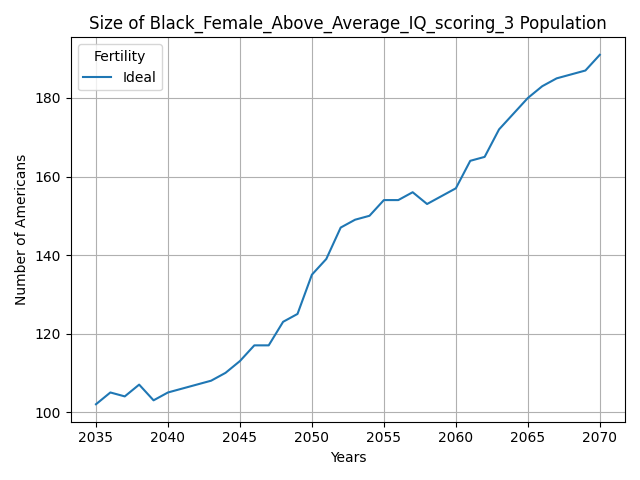 Size of Black_Female_Above_Average_IQ_scoring_3 Population
Fertility
Ideal
Number of Americans
180
160
140
120
100
2035 2040 2045 2050 2055 2060 2065 2070
Years